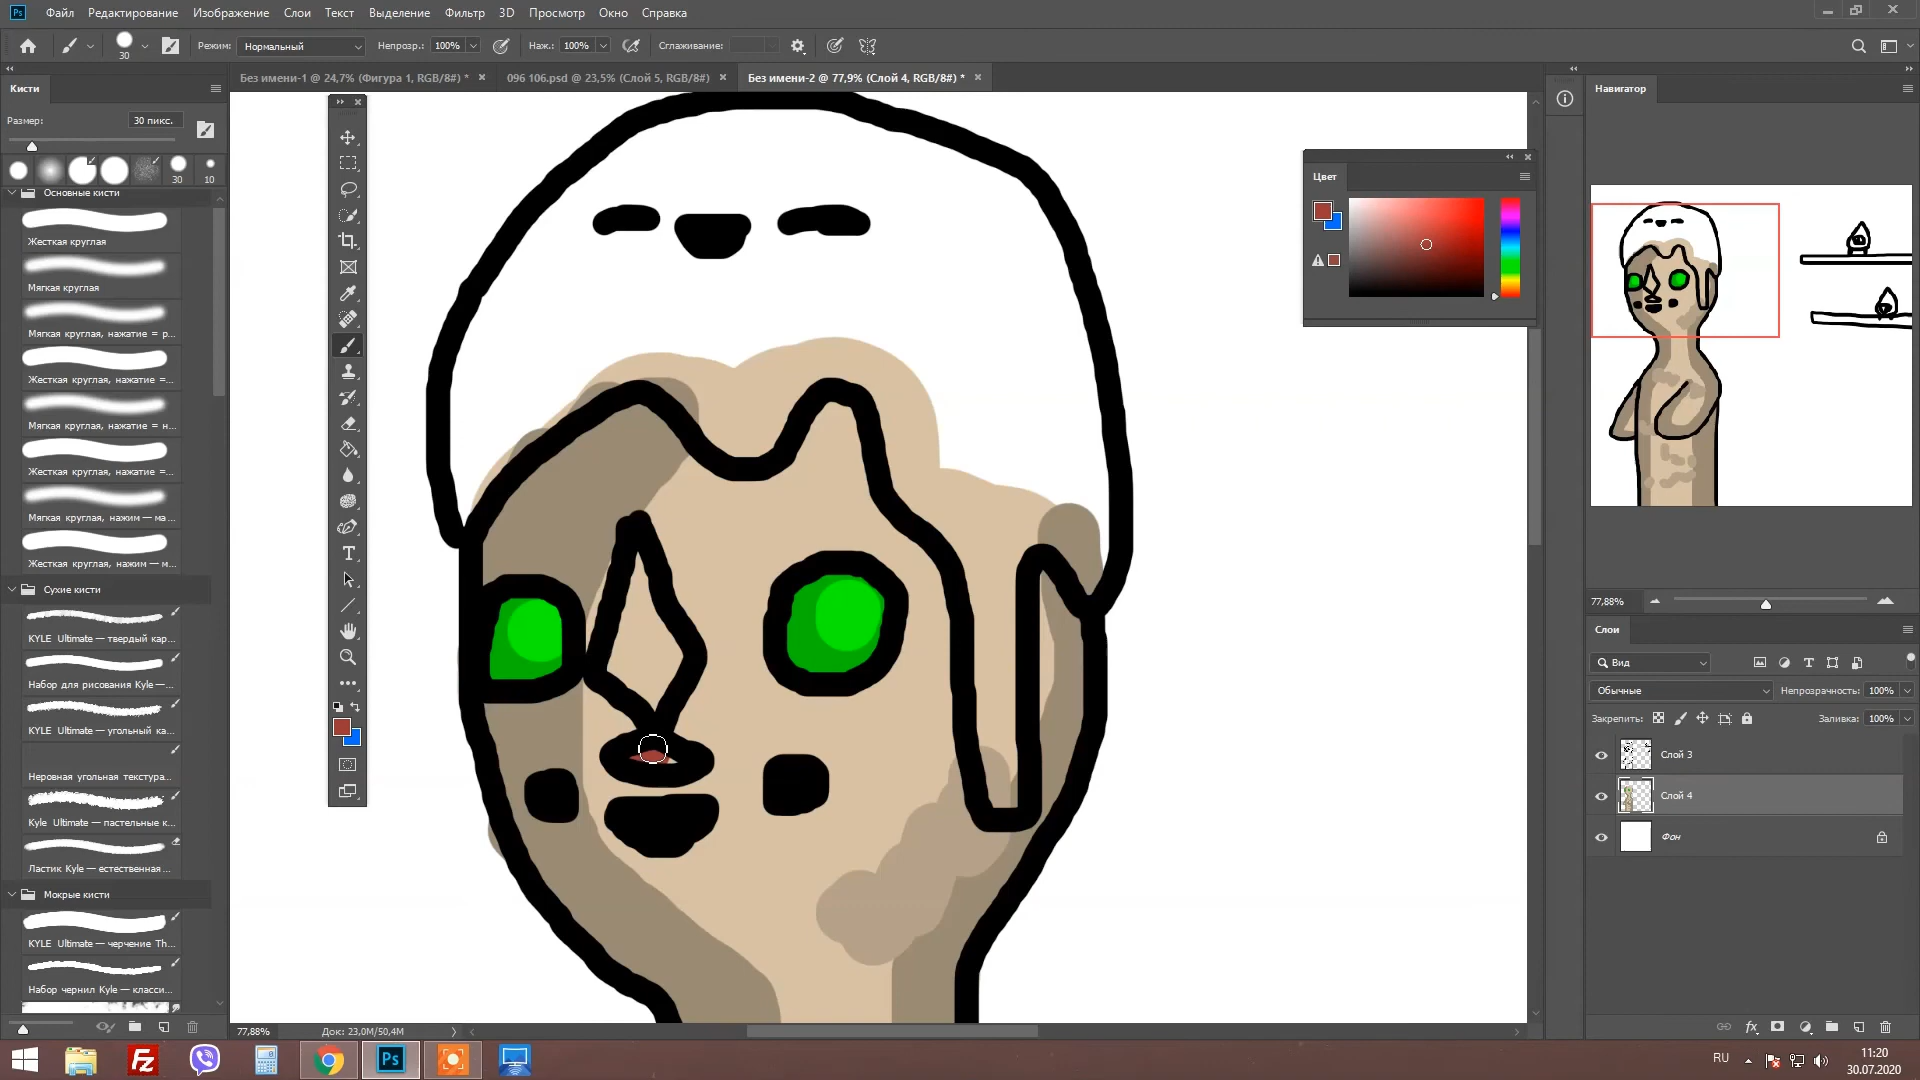 Ps Файл Редактирование Изображение Слои Текст Выделение Фильтр 3D Просмотр Окно Справка
30 Режим: Нормальный Непрозр.: 100% Наж.: 100% Сглаживание:
Без имени-1 @ 24,7% (Фигура 1, RGB/8#) * × 096 106.psd @ 23,5% (Слой 5, RGB/8#) × Без имени-2 @ 77,9% (Слой 4, RGB/8#) * ×
Кисти
Размер: 30 пикс.
30 10
Основные кисти
Жесткая круглая
Мягкая круглая
Мягкая круглая, нажатие = р...
Жесткая круглая, нажатие =...
Мягкая круглая, нажатие = н...
Жесткая круглая, нажатие =...
Мягкая круглая, нажим — ма...
Жесткая круглая, нажим — м...
Сухие кисти
KYLE Ultimate — твердый кар...
Набор для рисования Kyle —...
KYLE Ultimate — угольный ка...
Неровная угольная текстура...
Kyle Ultimate — пастельные к...
Ластик Kyle — естественная...
Мокрые кисти
KYLE Ultimate — черчение Th...
Набор чернил Kyle — класси...
Цвет
Навигатор
77,88%
Слои
Вид
Обычные Непрозрачность: 100%
Закрепить: Заливка: 100%
Слой 3
Слой 4
Фон
77,88% Док: 23,0M/50,4M
Fz Ps
RU 11:20
30.07.2020